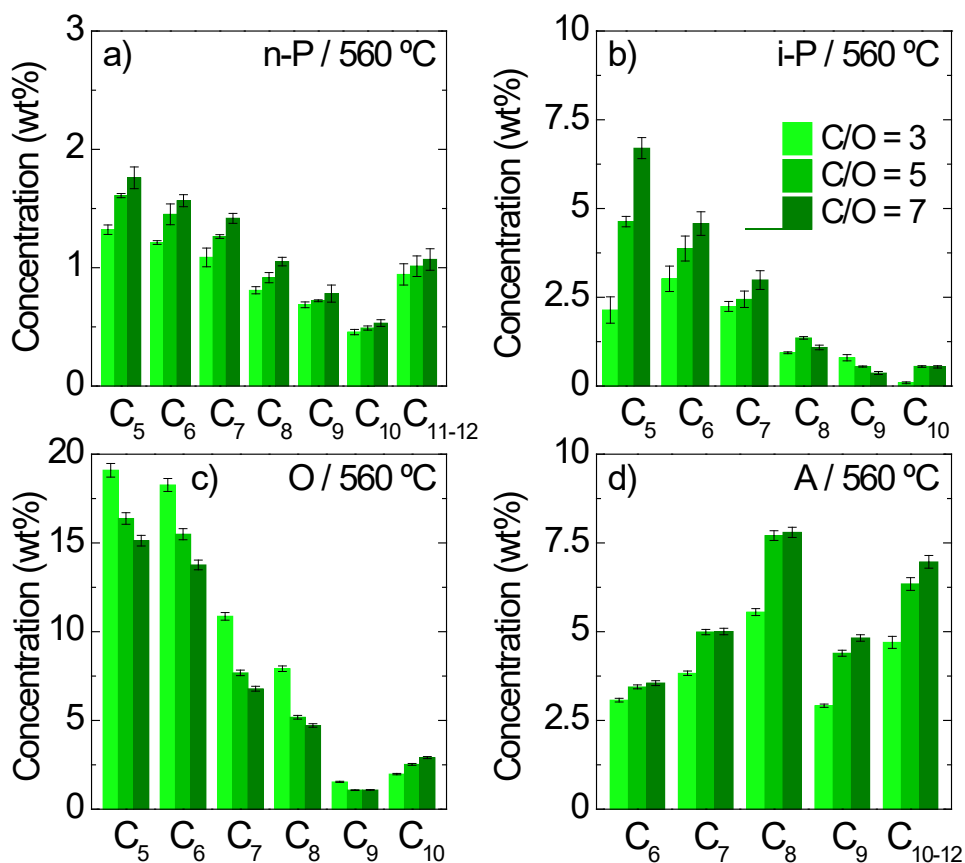 a) n-P / 560 ºC
Concentration (wt%)
3
2
1
0
C5 C6 C7 C8 C9 C10 C11-12
b) i-P / 560 ºC
C/O = 3
C/O = 5
C/O = 7
Concentration (wt%)
10
7.5
5
2.5
0
C5 C6 C7 C8 C9 C10
c) O / 560 ºC
Concentration (wt%)
20
15
10
5
0
C5 C6 C7 C8 C9 C10
d) A / 560 ºC
Concentration (wt%)
10
7.5
5
2.5
0
C6 C7 C8 C9 C10-12